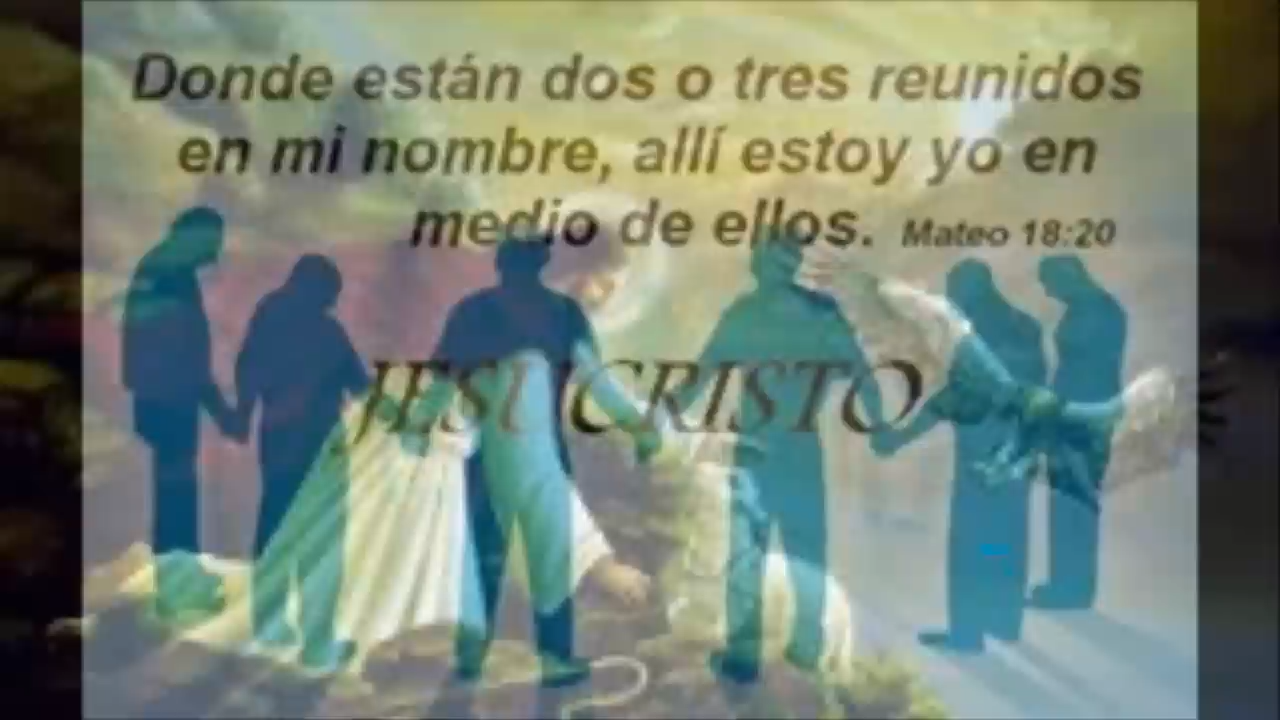 Donde están dos o tres reunidos
en mi nombre, allí estoy yo en
medio de ellos. Mateo 18:20
JESUCRISTO